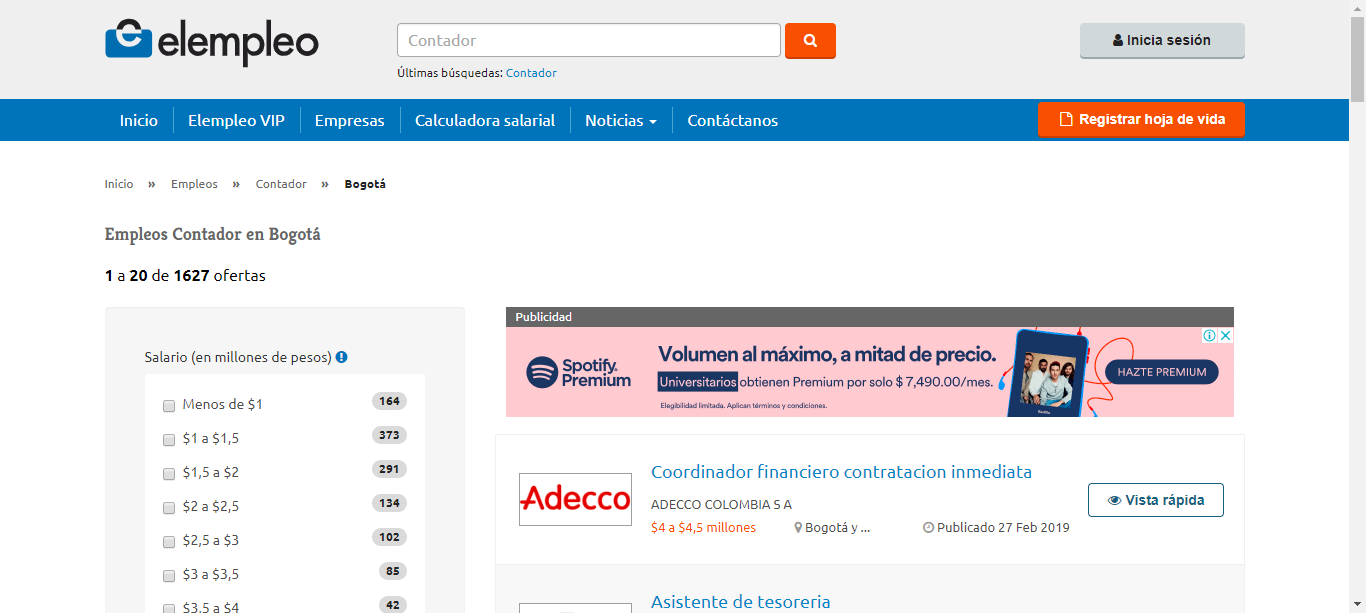 elempleo
Contador
Últimas búsquedas: Contador
Inicia sesión
Inicio
Elempleo VIP
Empresas
Calculadora salarial
Noticias
Contáctanos
Registrar hoja de vida
Inicio » Empleos » Contador » Bogotá
Empleos Contador en Bogotá
1 a 20 de 1627 ofertas
Salario (en millones de pesos)
Menos de $1 164
$1 a $1,5 373
$1,5 a $2 291
$2 a $2,5 134
$2,5 a $3 102
$3 a $3,5 85
$3,5 a $4 42
Publicidad
Spotify Premium
Volumen al máximo, a mitad de precio.
Universitarios obtienen Premium por solo $ 7,490.00/mes.
Elegibilidad limitada. Aplican términos y condiciones.
HAZTE PREMIUM
Adecco
Coordinador financiero contratacion inmediata
ADECCO COLOMBIA S A
$4 a $4,5 millones Bogotá y ... Publicado 27 Feb 2019
Vista rápida
Asistente de tesoreria